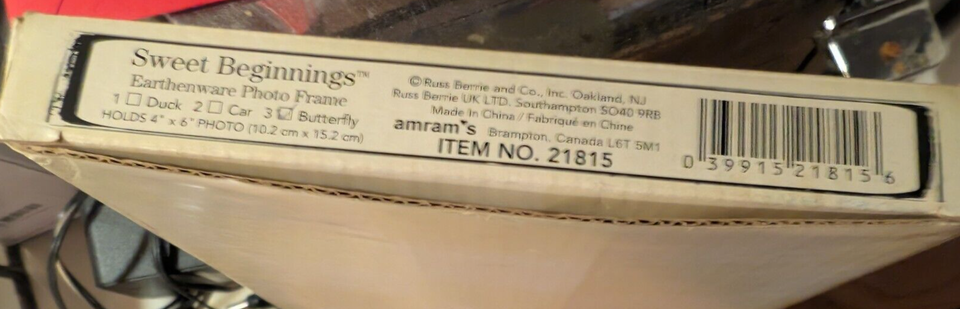 Sweet Beginnings™
Earthenware Photo Frame
1 ☐ Duck 2 ☐ Car 3 ☑ Butterfly
HOLDS 4" x 6" PHOTO (10.2 cm x 15.2 cm)
©Russ Berrie and Co., Inc. Oakland, NJ
Russ Berrie UK LTD. Southampton SO40 9RB
Made in China / Fabriqué en Chine
amram's Brampton, Canada L6T 5M1
ITEM NO. 21815
0 39915 21815 6